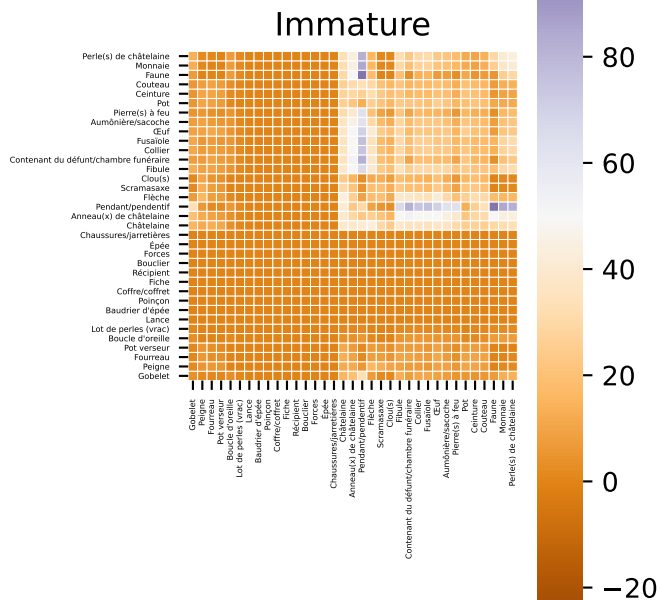 Immature
Perle(s) de châtelaine
Monnaie
Faune
Couteau
Ceinture
Pot
Pierre(s) à feu
Aumônière/sacoche
Œuf
Fusaïole
Collier
Contenant du défunt/chambre funéraire
Fibule
Clou(s)
Scramasaxe
Flèche
Pendant/pendentif
Anneau(x) de châtelaine
Châtelaine
Chaussures/jarretières
Épée
Forces
Bouclier
Récipient
Fiche
Coffre/coffret
Poinçon
Baudrier d'épée
Lance
Lot de perles (vrac)
Boucle d'oreille
Pot verseur
Fourreau
Peigne
Gobelet
Gobelet
Peigne
Fourreau
Pot verseur
Boucle d'oreille
Lot de perles (vrac)
Lance
Baudrier d'épée
Poinçon
Coffre/coffret
Fiche
Récipient
Bouclier
Forces
Épée
Chaussures/jarretières
Châtelaine
Anneau(x) de châtelaine
Pendant/pendentif
Flèche
Scramasaxe
Clou(s)
Fibule
Contenant du défunt/chambre funéraire
Collier
Fusaïole
Œuf
Aumônière/sacoche
Pierre(s) à feu
Pot
Ceinture
Couteau
Faune
Monnaie
Perle(s) de châtelaine
80
60
40
20
0
−20